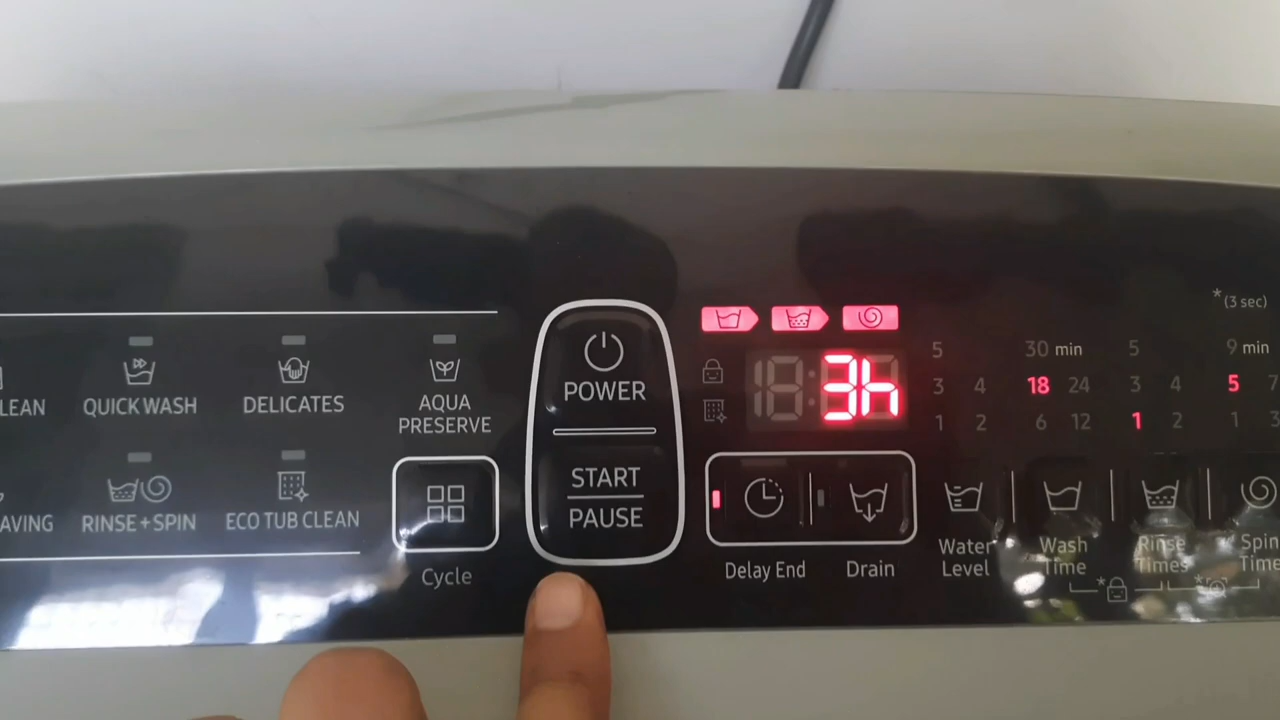 LEAN
QUICK WASH
DELICATES
AQUA
PRESERVE
AVING
RINSE + SPIN
ECO TUB CLEAN
Cycle
POWER
START
PAUSE
3h
Delay End
Drain
*(3 sec)
5
3 4
1 2
30 min
18 24
6 12
5
3 4
1 2
9 min
5 7
1 3
Water
Level
Wash
Time
Rinse
Times
Spin
Time
*
*